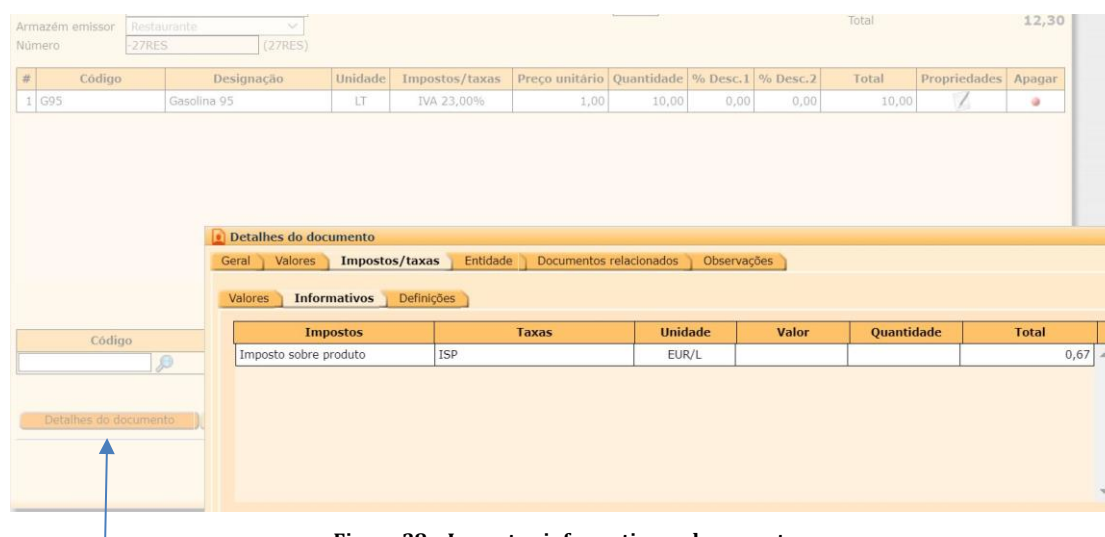 Armazém emissor Restaurante Total 12,30
Número -27RES (27RES)
# Código Designação Unidade Impostos/taxas Preço unitário Quantidade % Desc.1 % Desc.2 Total Propriedades Apagar
1 G95 Gasolina 95 LT IVA 23,00% 1,00 10,00 0,00 0,00 10,00
Detalhes do documento
Geral Valores Impostos/taxas Entidade Documentos relacionados Observações
Valores Informativos Definições
Código
Impostos Taxas Unidade Valor Quantidade Total
Imposto sobre produto ISP EUR/L 0,67
Detalhes do documento